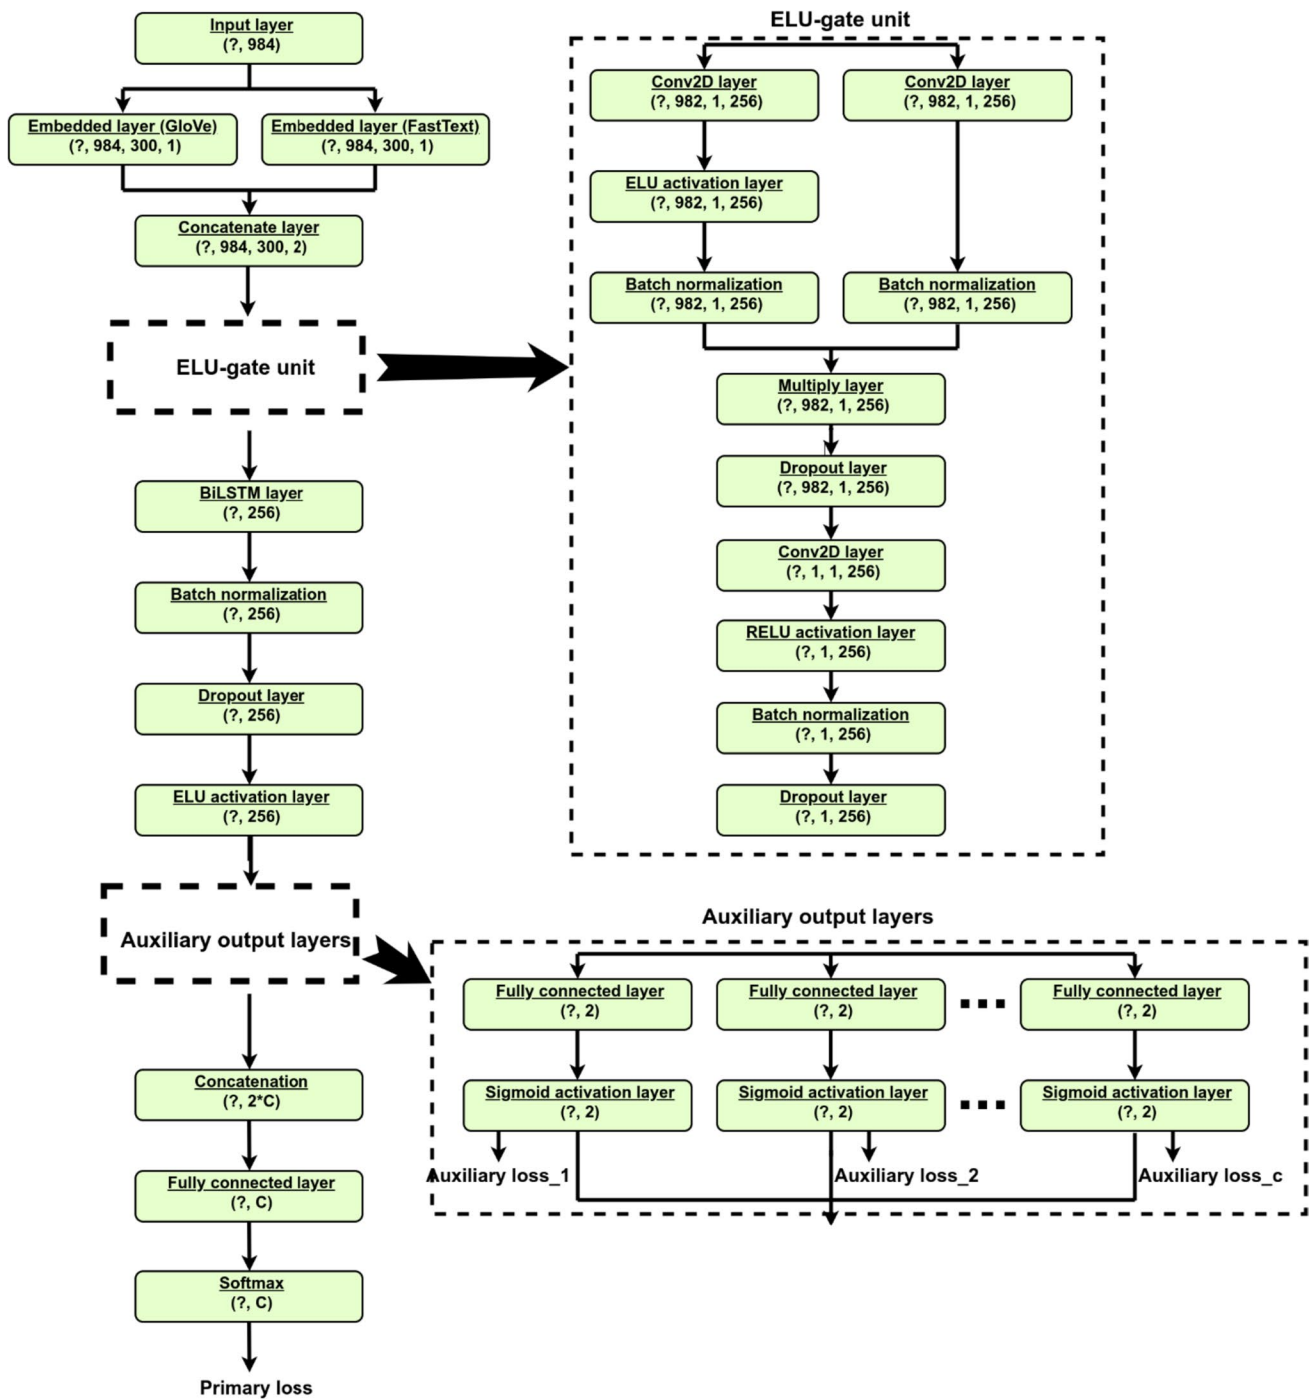 Input layer
(?, 984)
Embedded layer (GloVe)
(?, 984, 300, 1)
Embedded layer (FastText)
(?, 984, 300, 1)
Concatenate layer
(?, 984, 300, 2)
ELU-gate unit
BiLSTM layer
(?, 256)
Batch normalization
(?, 256)
Dropout layer
(?, 256)
ELU activation layer
(?, 256)
Auxiliary output layers
Concatenation
(?, 2*C)
Fully connected layer
(?, C)
Softmax
(?, C)
Primary loss
ELU-gate unit
Conv2D layer
(?, 982, 1, 256)
Conv2D layer
(?, 982, 1, 256)
ELU activation layer
(?, 982, 1, 256)
Batch normalization
(?, 982, 1, 256)
Batch normalization
(?, 982, 1, 256)
Multiply layer
(?, 982, 1, 256)
Dropout layer
(?, 982, 1, 256)
Conv2D layer
(?, 1, 1, 256)
RELU activation layer
(?, 1, 256)
Batch normalization
(?, 1, 256)
Dropout layer
(?, 1, 256)
Auxiliary output layers
Fully connected layer
(?, 2)
Fully connected layer
(?, 2)
Fully connected layer
(?, 2)
Sigmoid activation layer
(?, 2)
Sigmoid activation layer
(?, 2)
Sigmoid activation layer
(?, 2)
Auxiliary loss_1
Auxiliary loss_2
Auxiliary loss_c